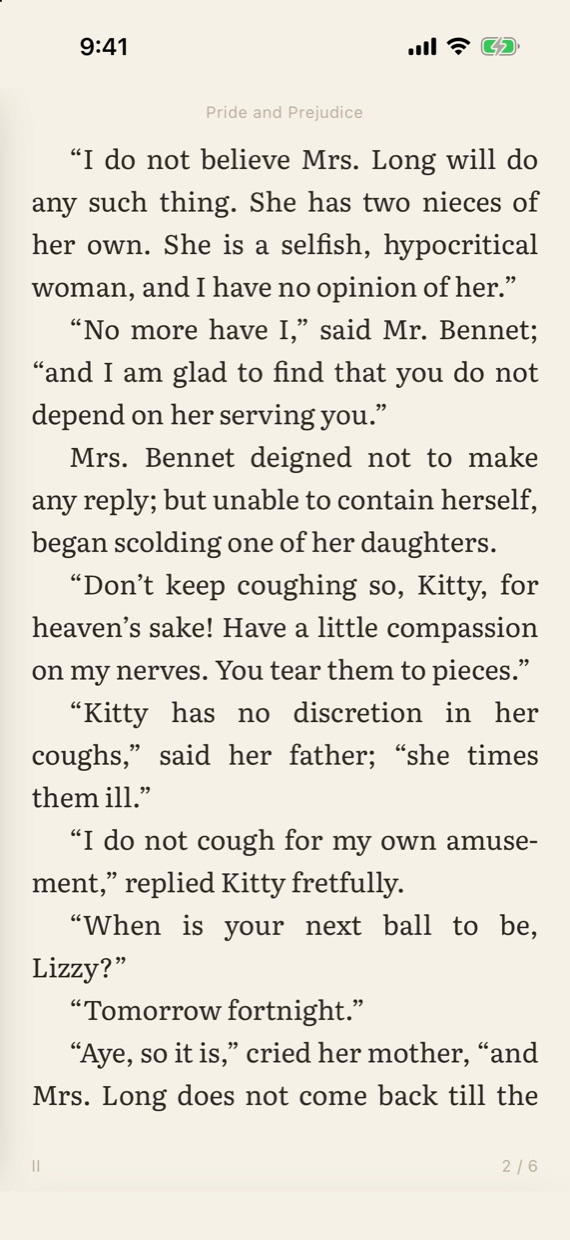 9:41
Pride and Prejudice
“I do not believe Mrs. Long will do
any such thing. She has two nieces of
her own. She is a selfish, hypocritical
woman, and I have no opinion of her.”
“No more have I,” said Mr. Bennet;
“and I am glad to find that you do not
depend on her serving you.”
Mrs. Bennet deigned not to make
any reply; but unable to contain herself,
began scolding one of her daughters.
“Don’t keep coughing so, Kitty, for
heaven’s sake! Have a little compassion
on my nerves. You tear them to pieces.”
“Kitty has no discretion in her
coughs,” said her father; “she times
them ill.”
“I do not cough for my own amuse-
ment,” replied Kitty fretfully.
“When is your next ball to be,
Lizzy?”
“Tomorrow fortnight.”
“Aye, so it is,” cried her mother, “and
Mrs. Long does not come back till the
II
2 / 6